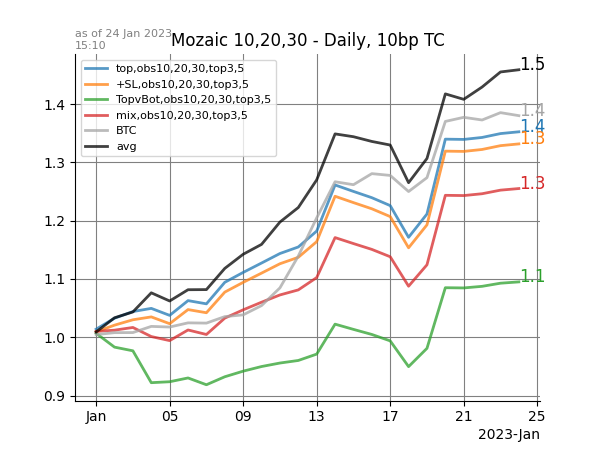 as of 24 Jan 2023
15:10
Mozaic 10,20,30 - Daily, 10bp TC
top,obs10,20,30,top3,5
+SL,obs10,20,30,top3,5
TopvBot,obs10,20,30,top3,5
mix,obs10,20,30,top3,5
BTC
avg
1.5
1.4
1.4
1.3
1.3
1.1
1.4
1.3
1.2
1.1
1.0
0.9
Jan 05 09 13 17 21 25
2023-Jan